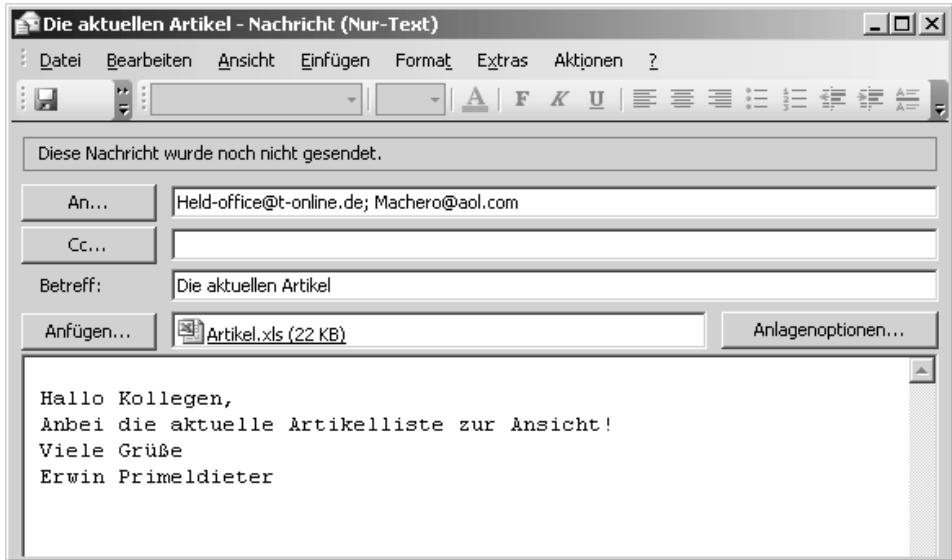 Die aktuellen Artikel - Nachricht (Nur-Text)
Datei Bearbeiten Ansicht Einfügen Format Extras Aktionen ?
A F K U
Diese Nachricht wurde noch nicht gesendet.
An... Held-office@t-online.de; Machero@aol.com
Cc...
Betreff: Die aktuellen Artikel
Anfügen... Artikel.xls (22 KB) Anlagenoptionen...
Hallo Kollegen,
Anbei die aktuelle Artikelliste zur Ansicht!
Viele Grüße
Erwin Primeldieter